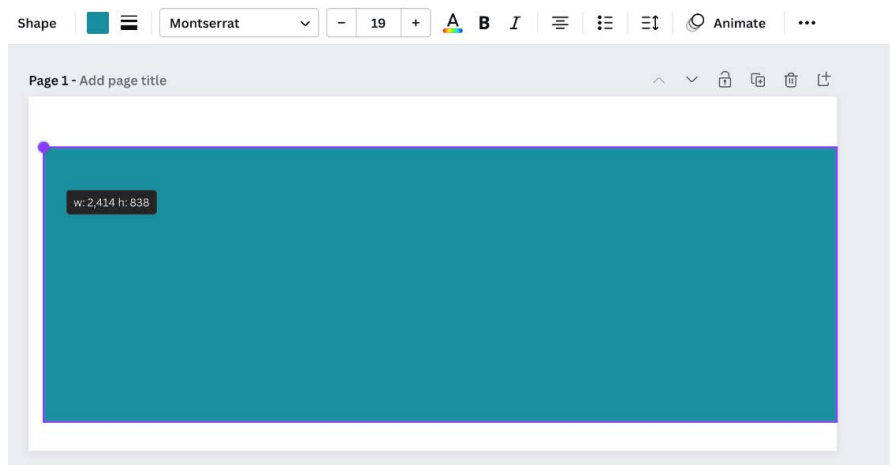 Shape Montserrat – 19 + A B I Animate
Page 1 - Add page title
w: 2,414 h: 838